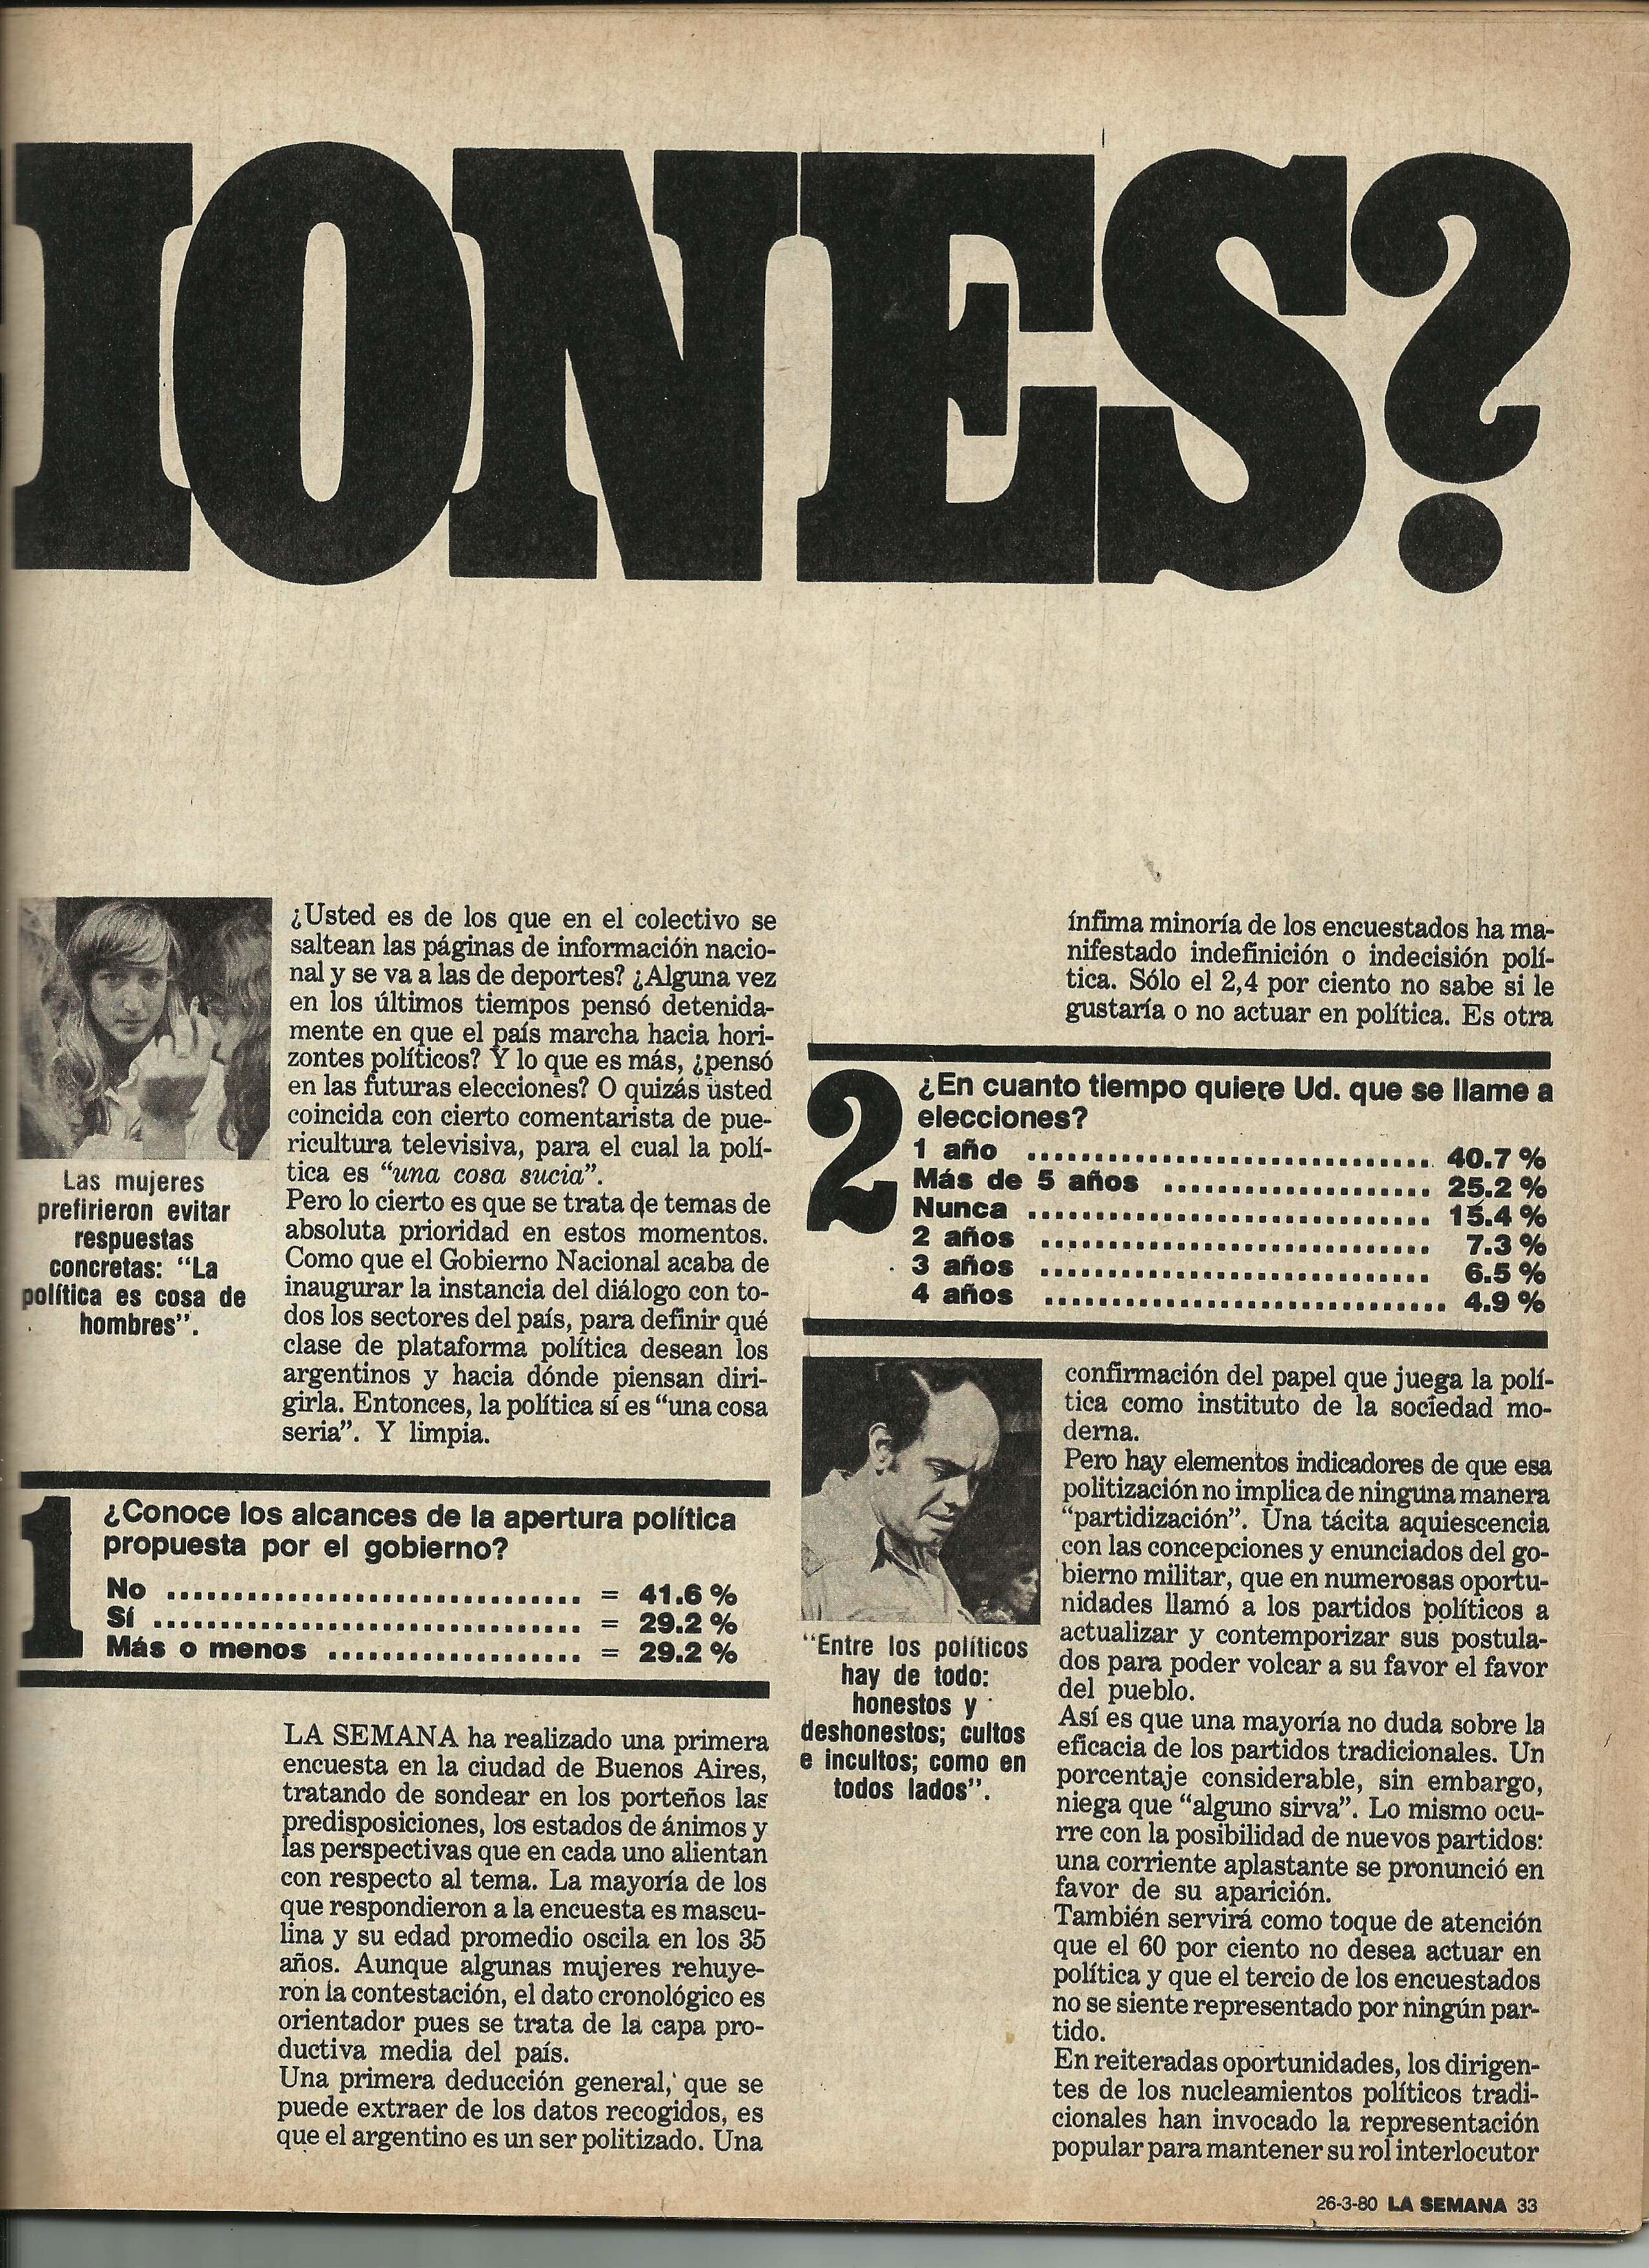 IONES?
Las mujeres
prefirieron evitar
respuestas
concretas: “La
política es cosa de
hombres”.
¿Usted es de los que en el colectivo se
saltean las páginas de información nacio-
nal y se va a las de deportes? ¿Alguna vez
en los últimos tiempos pensó detenida-
mente en que el país marcha hacia hori-
zontes políticos? Y lo que es más, ¿pensó
en las futuras elecciones? O quizás usted
coincida con cierto comentarista de pue-
ricultura televisiva, para el cual la polí-
tica es “una cosa sucia”.
Pero lo cierto es que se trata de temas de
absoluta prioridad en estos momentos.
Como que el Gobierno Nacional acaba de
inaugurar la instancia del diálogo con to-
dos los sectores del país, para definir qué
clase de plataforma política desean los
argentinos y hacia dónde piensan diri-
girla. Entonces, la política sí es “una cosa
seria”. Y limpia.
1
¿Conoce los alcances de la apertura política
propuesta por el gobierno?
No ............................... = 41.6 %
Sí ................................ = 29.2 %
Más o menos ................... = 29.2 %
LA SEMANA ha realizado una primera
encuesta en la ciudad de Buenos Aires,
tratando de sondear en los porteños las
predisposiciones, los estados de ánimos y
las perspectivas que en cada uno alientan
con respecto al tema. La mayoría de los
que respondieron a la encuesta es mascu-
lina y su edad promedio oscila en los 35
años. Aunque algunas mujeres rehuye-
ron la contestación, el dato cronológico es
orientador pues se trata de la capa pro-
ductiva media del país.
Una primera deducción general, que se
puede extraer de los datos recogidos, es
que el argentino es un ser politizado. Una
ínfima minoría de los encuestados ha ma-
nifestado indefinición o indecisión polí-
tica. Sólo el 2,4 por ciento no sabe si le
gustaría o no actuar en política. Es otra
2
¿En cuanto tiempo quiere Ud. que se llame a
elecciones?
1 año .............................. 40.7 %
Más de 5 años .................... 25.2 %
Nunca .............................. 15.4 %
2 años ............................. 7.3 %
3 años ............................. 6.5 %
4 años .............................. 4.9 %
“Entre los políticos
hay de todo:
honestos y
deshonestos; cultos
e incultos; como en
todos lados”.
confirmación del papel que juega la polí-
tica como instituto de la sociedad mo-
derna.
Pero hay elementos indicadores de que esa
politización no implica de ninguna manera
“partidización”. Una tácita aquiescencia
con las concepciones y enunciados del go-
bierno militar, que en numerosas oportu-
nidades llamó a los partidos políticos a
actualizar y contemporizar sus postula-
dos para poder volcar a su favor el favor
del pueblo.
Así es que una mayoría no duda sobre la
eficacia de los partidos tradicionales. Un
porcentaje considerable, sin embargo,
niega que “alguno sirva”. Lo mismo ocu-
rre con la posibilidad de nuevos partidos:
una corriente aplastante se pronunció en
favor de su aparición.
También servirá como toque de atención
que el 60 por ciento no desea actuar en
política y que el tercio de los encuestados
no se siente representado por ningún par-
tido.
En reiteradas oportunidades, los dirigen-
tes de los nucleamientos políticos tradi-
cionales han invocado la representación
popular para mantener su rol interlocutor
26-3-80 LA SEMANA 33